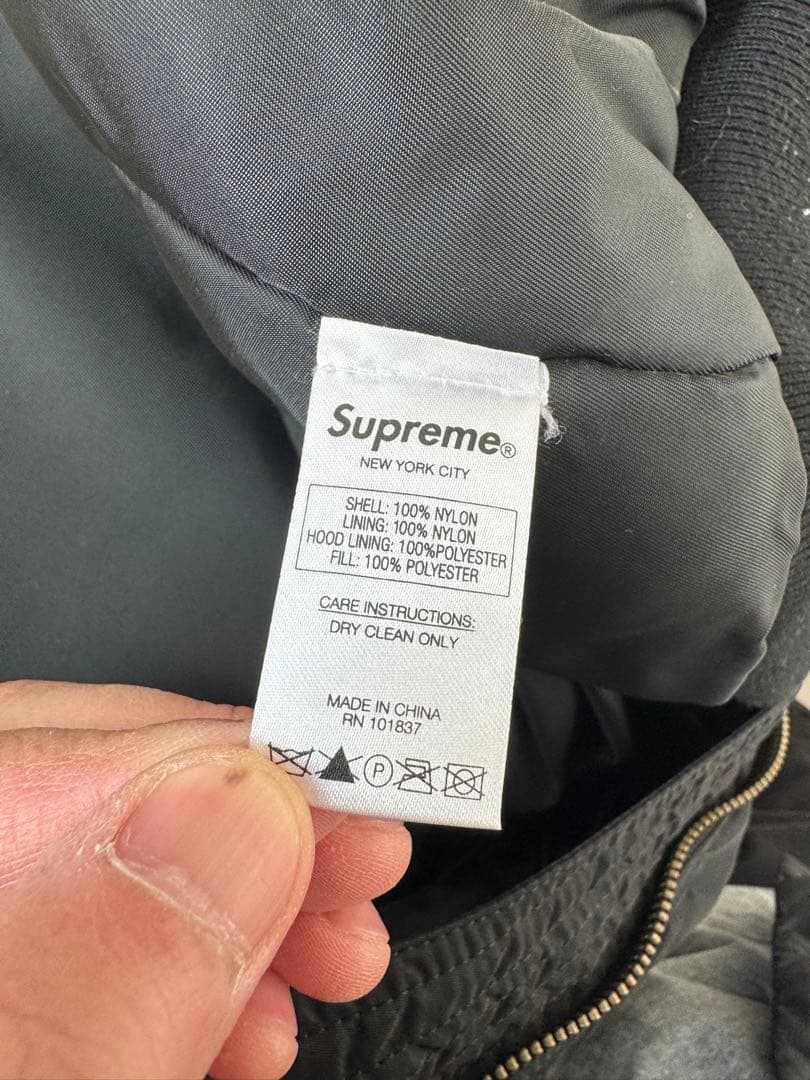 Supreme®
NEW YORK CITY
SHELL: 100% NYLON
LINING: 100% NYLON
HOOD LINING: 100%POLYESTER
FILL: 100% POLYESTER
CARE INSTRUCTIONS:
DRY CLEAN ONLY
MADE IN CHINA
RN 101837
P